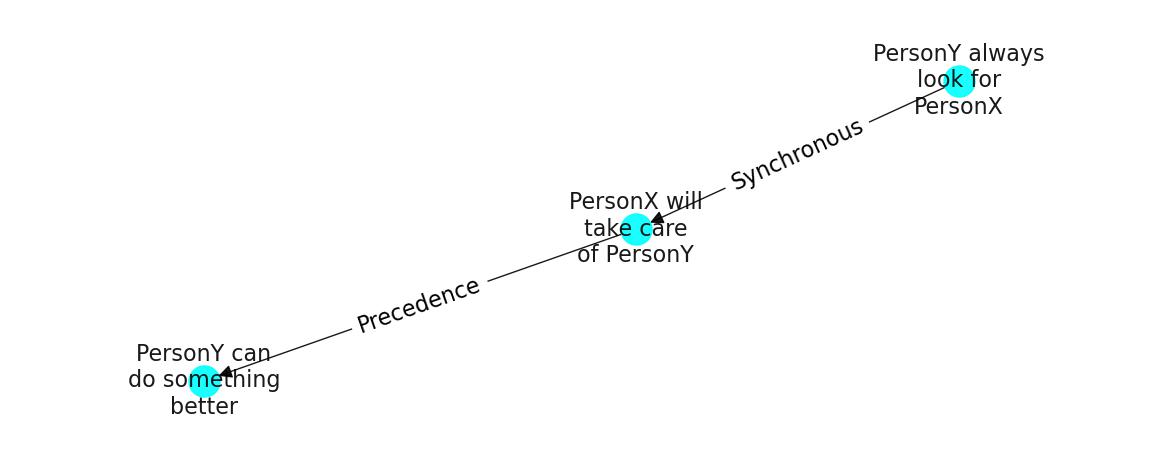 PersonY always
look for
PersonX
Synchronous
PersonX will
take care
of PersonY
Precedence
PersonY can
do something
better